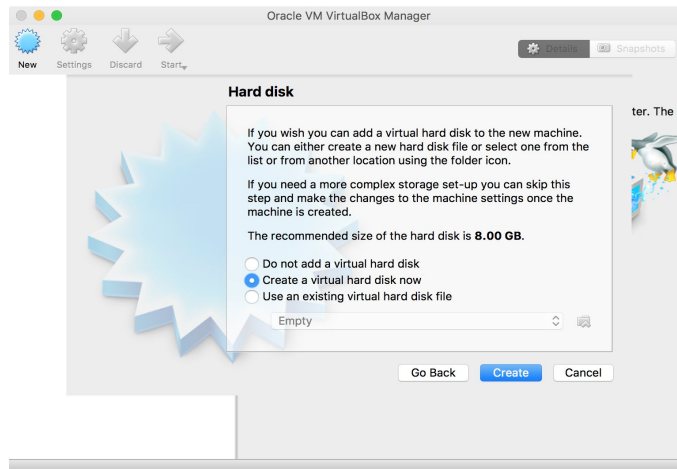 Oracle VM VirtualBox Manager
New Settings Discard Start
Details Snapshots
Hard disk
ter. The
If you wish you can add a virtual hard disk to the new machine.
You can either create a new hard disk file or select one from the
list or from another location using the folder icon.
If you need a more complex storage set-up you can skip this
step and make the changes to the machine settings once the
machine is created.
The recommended size of the hard disk is 8.00 GB.
Do not add a virtual hard disk
Create a virtual hard disk now
Use an existing virtual hard disk file
Empty
Go Back Create Cancel